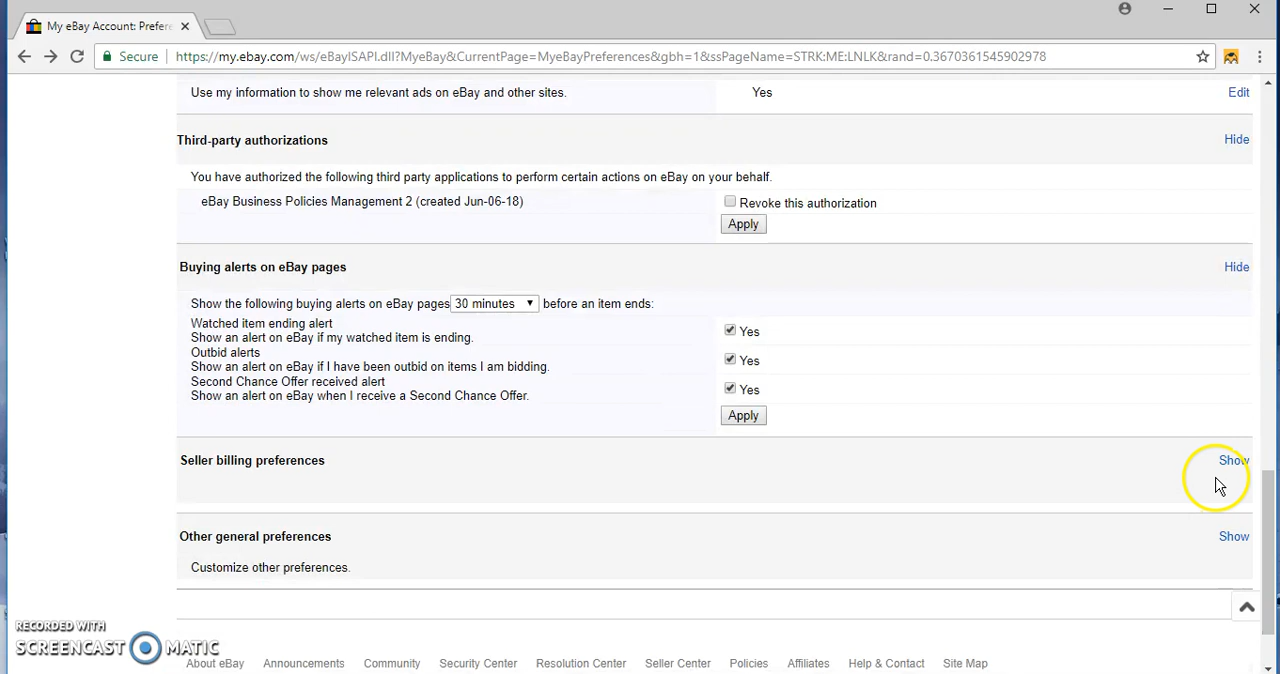 My eBay Account: Prefere
Secure https://my.ebay.com/ws/eBayISAPI.dll?MyeBay&CurrentPage=MyeBayPreferences&gbh=1&ssPageName=STRK:ME:LNLK&rand=0.3670361545902978
Use my information to show me relevant ads on eBay and other sites. Yes Edit
Third-party authorizations Hide
You have authorized the following third party applications to perform certain actions on eBay on your behalf.
eBay Business Policies Management 2 (created Jun-06-18) Revoke this authorization
Apply
Buying alerts on eBay pages Hide
Show the following buying alerts on eBay pages 30 minutes before an item ends:
Watched item ending alert
Show an alert on eBay if my watched item is ending. Yes
Outbid alerts
Show an alert on eBay if I have been outbid on items I am bidding. Yes
Second Chance Offer received alert
Show an alert on eBay when I receive a Second Chance Offer. Yes
Apply
Seller billing preferences Show
Other general preferences Show
Customize other preferences.
RECORDED WITH
SCREENCAST MATIC
About eBay Announcements Community Security Center Resolution Center Seller Center Policies Affiliates Help & Contact Site Map